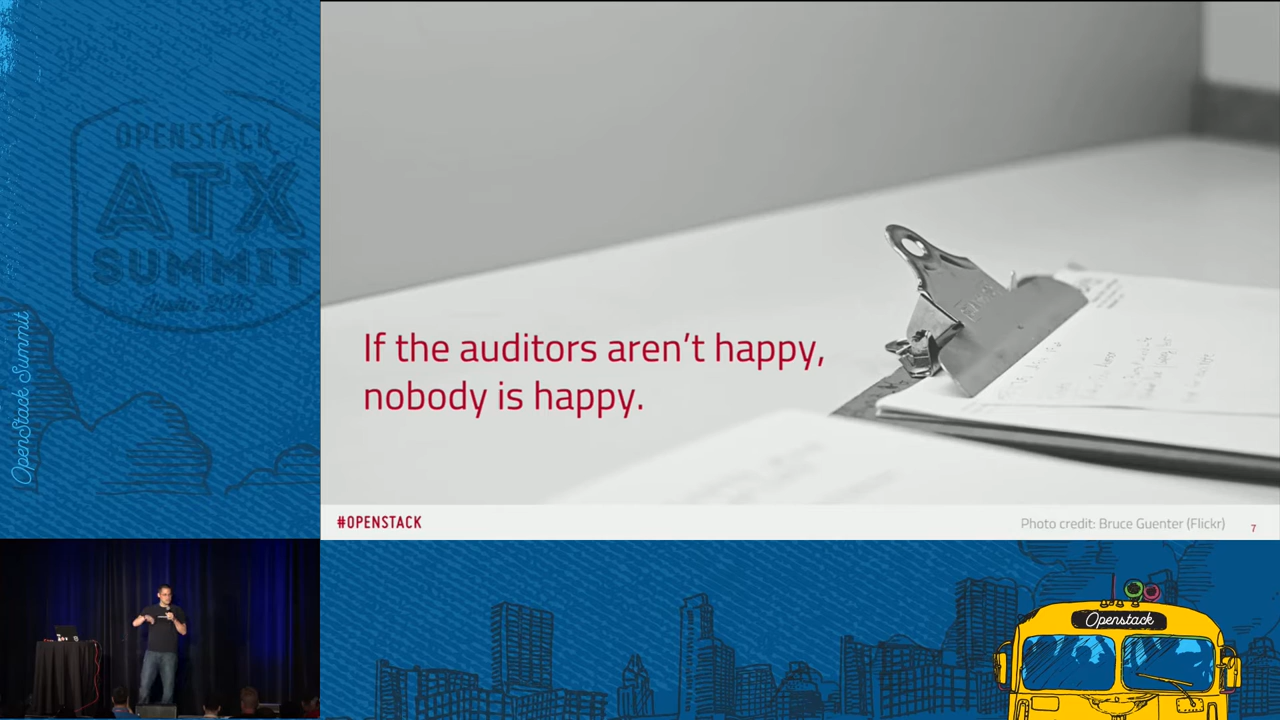 OPENSTACK
ATX
SUMMIT
OpenStack Summit
If the auditors aren't happy,
nobody is happy.
#OPENSTACK
Photo credit: Bruce Guenter (Flickr)
7
Openstack